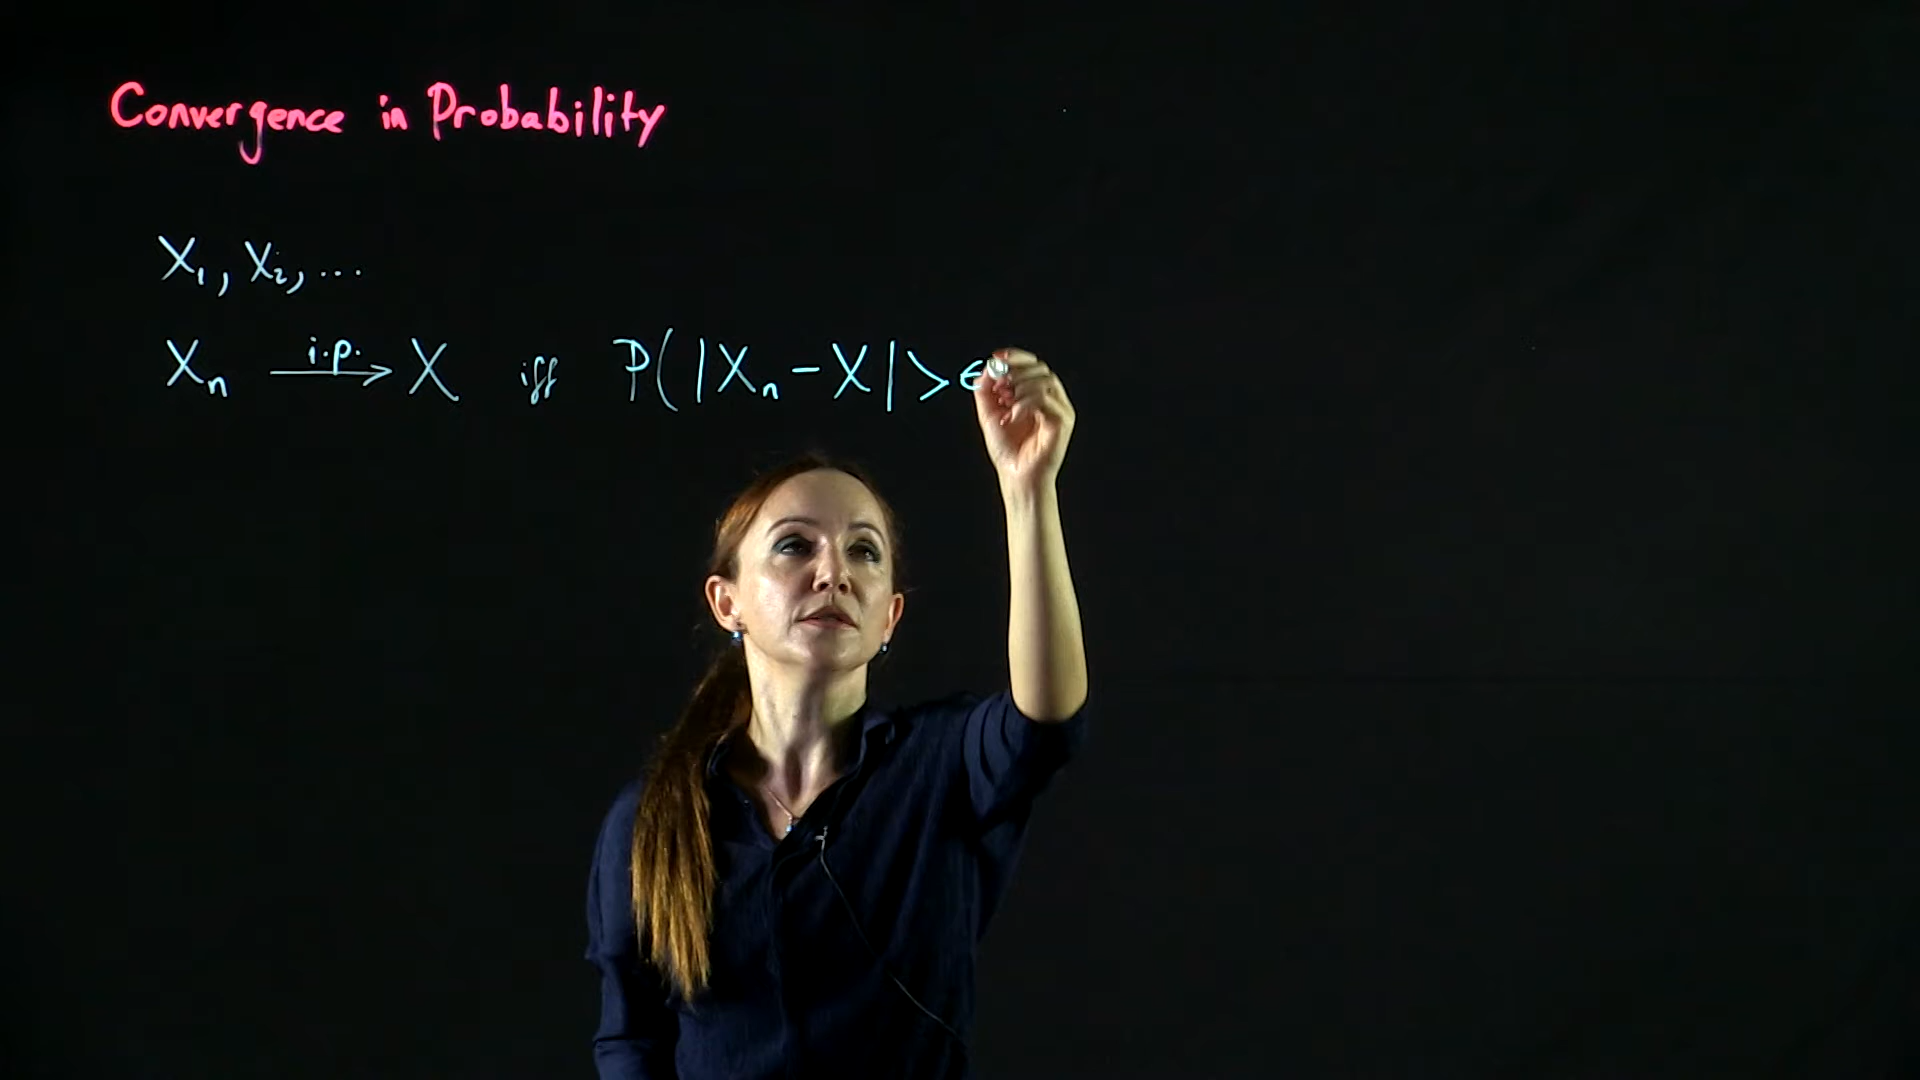 Convergence in Probability
X₁, X₂, ...
Xₙ —i.p.→ X iff P(|Xₙ - X| > ϵ